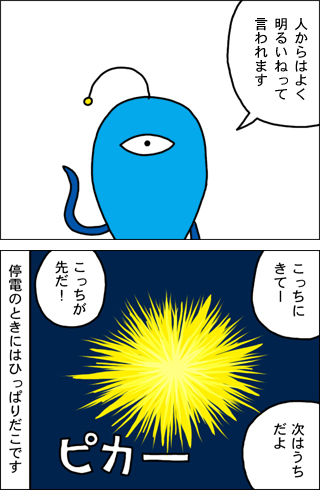 人からはよく
明るいねって
言われます
こっちに
きてー
こっちが
先だ！
次はうち
だよ
ピカー
停電のときにはひっぱりだこです